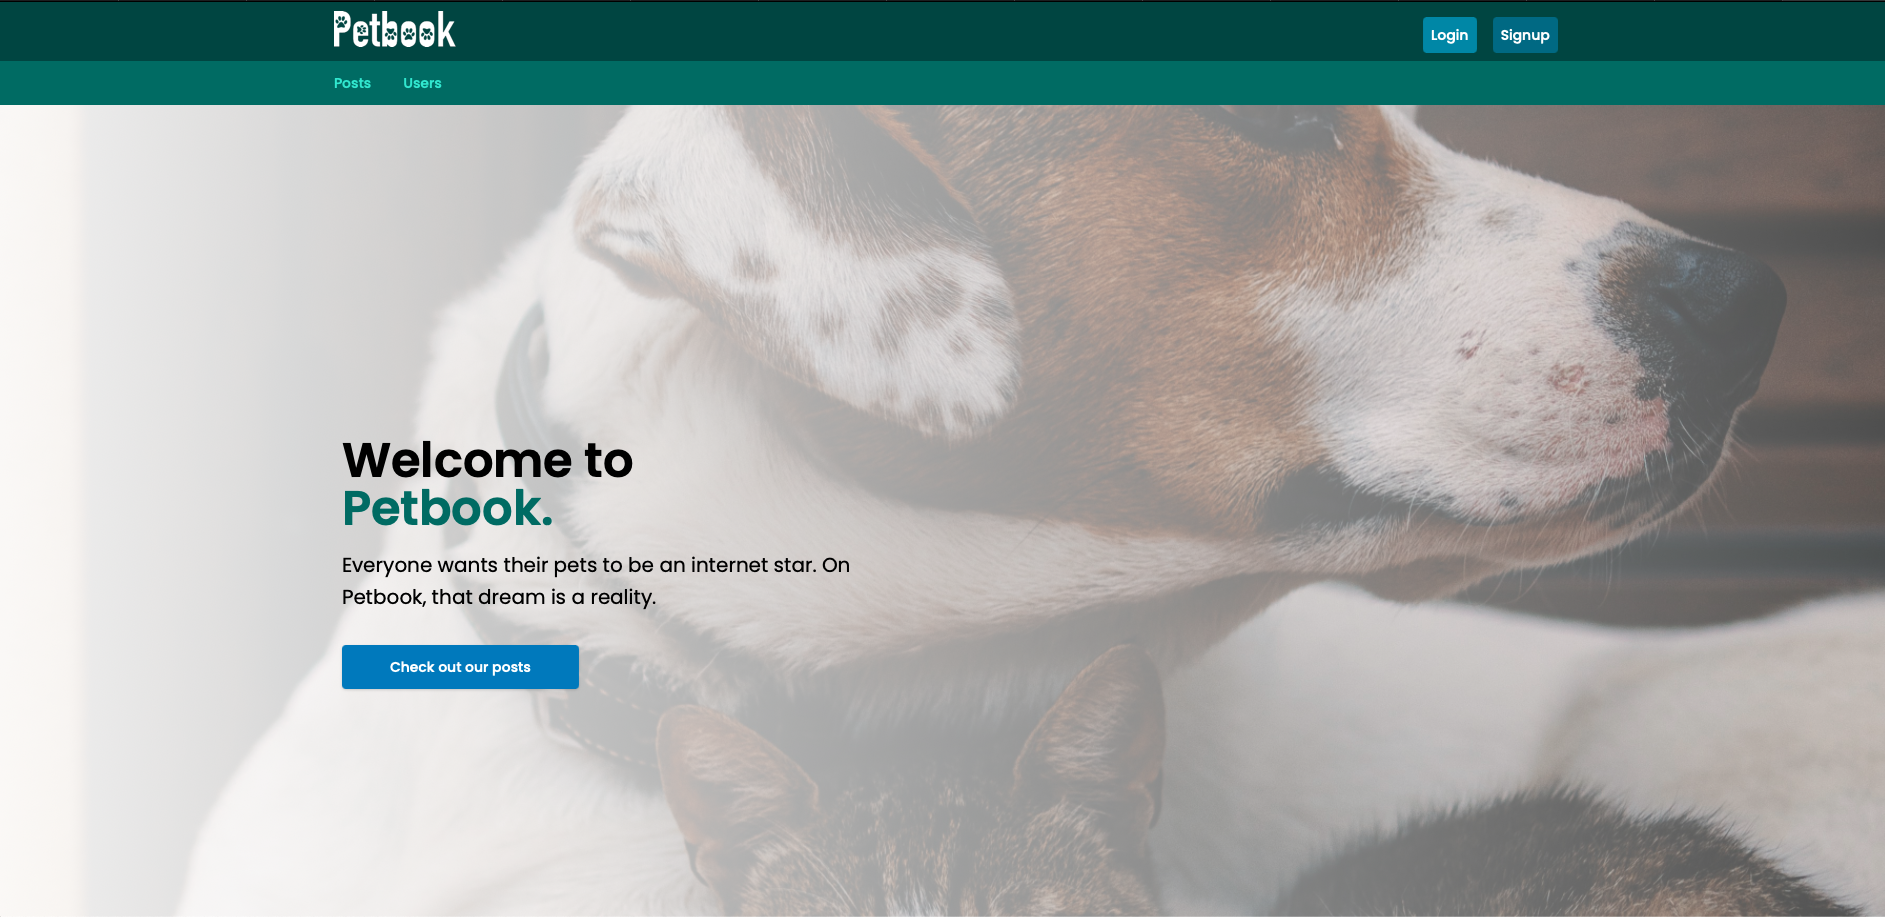 Petbook
Login Signup
Posts Users
Welcome to
Petbook.
Everyone wants their pets to be an internet star. On
Petbook, that dream is a reality.
Check out our posts